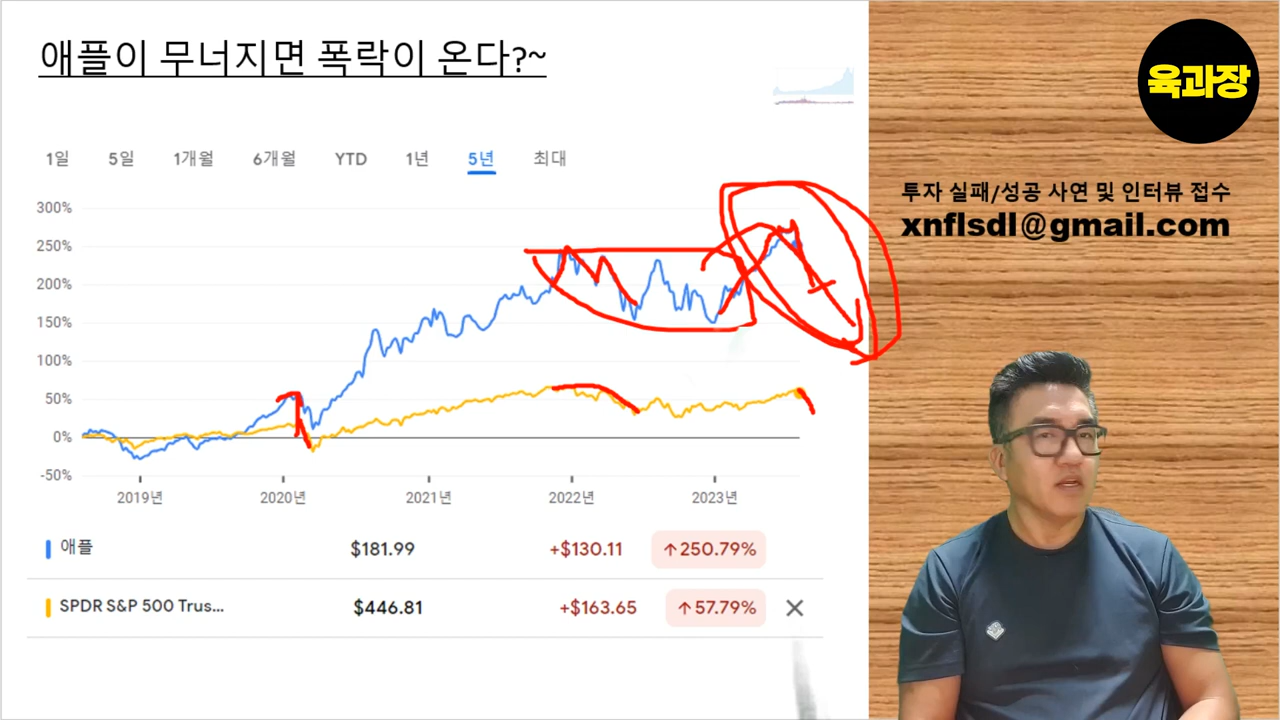 애플이 무너지면 폭락이 온다?~
육과장
1일 5일 1개월 6개월 YTD 1년 5년 최대
투자 실패/성공 사연 및 인터뷰 접수
xnflsdl@gmail.com
300%
250%
200%
150%
100%
50%
0%
-50%
2019년 2020년 2021년 2022년 2023년
애플 $181.99 +$130.11 ↑250.79%
SPDR S&P 500 Trus... $446.81 +$163.65 ↑57.79% ×